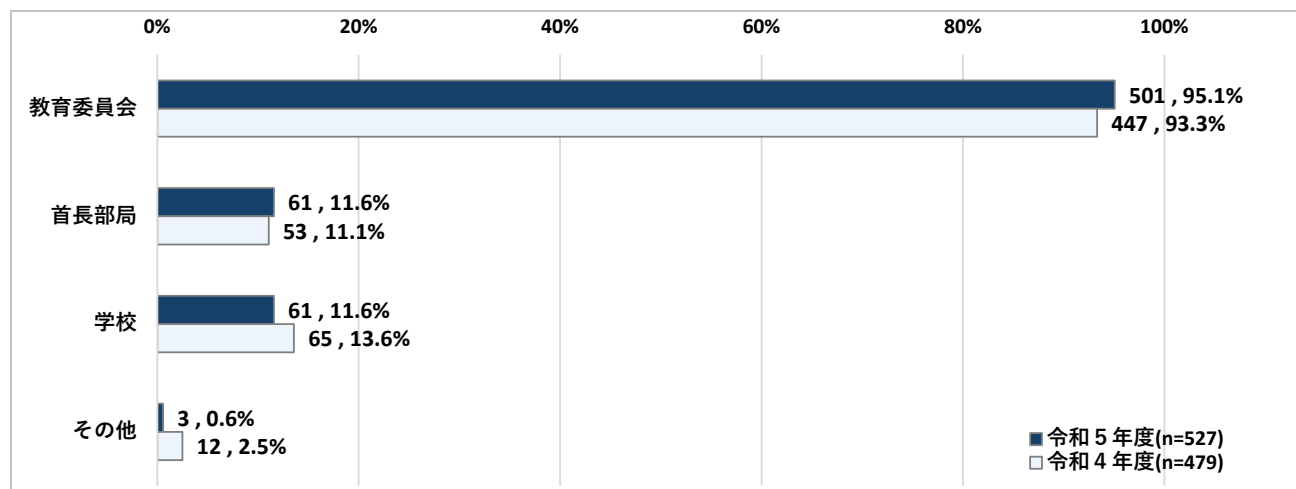 0% 20% 40% 60% 80% 100%
教育委員会
501 , 95.1%
447 , 93.3%
首長部局
61 , 11.6%
53 , 11.1%
学校
61 , 11.6%
65 , 13.6%
その他
3 , 0.6%
12 , 2.5%
令和５年度(n=527)
令和４年度(n=479)